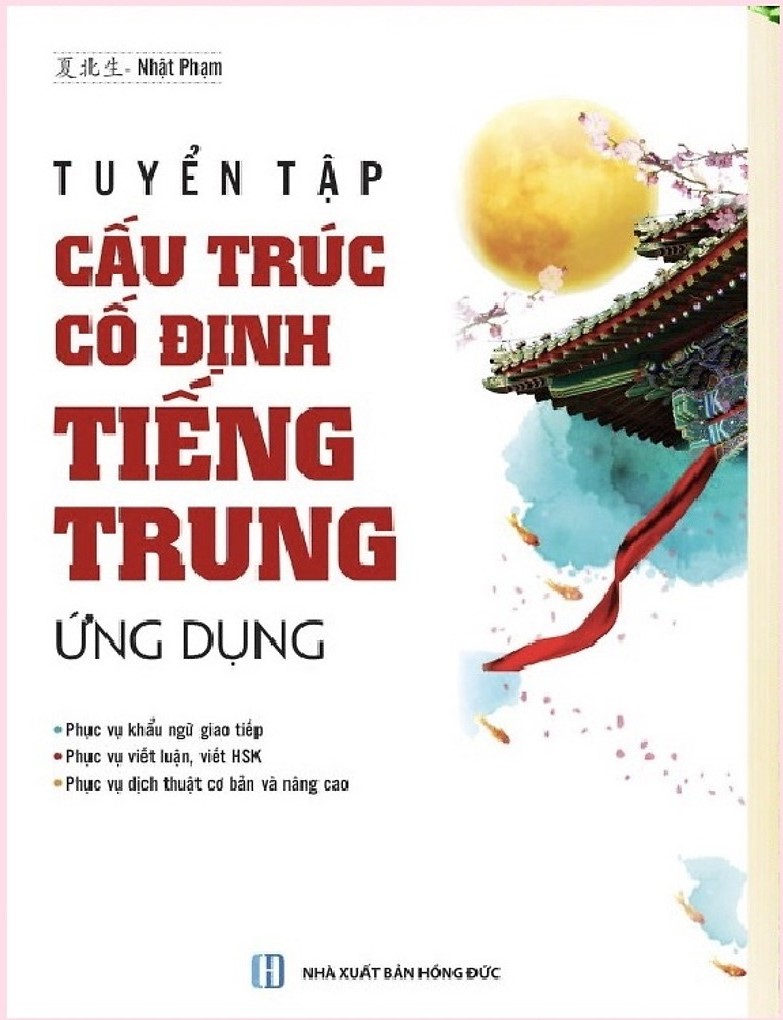 夏北生- Nhật Phạm
TUYỂN TẬP
CẤU TRÚC
CỐ ĐỊNH
TIẾNG
TRUNG
ỨNG DỤNG
• Phục vụ khẩu ngữ giao tiếp
• Phục vụ viết luận, viết HSK
• Phục vụ dịch thuật cơ bản và nâng cao
H NHÀ XUẤT BẢN HỒNG ĐỨC